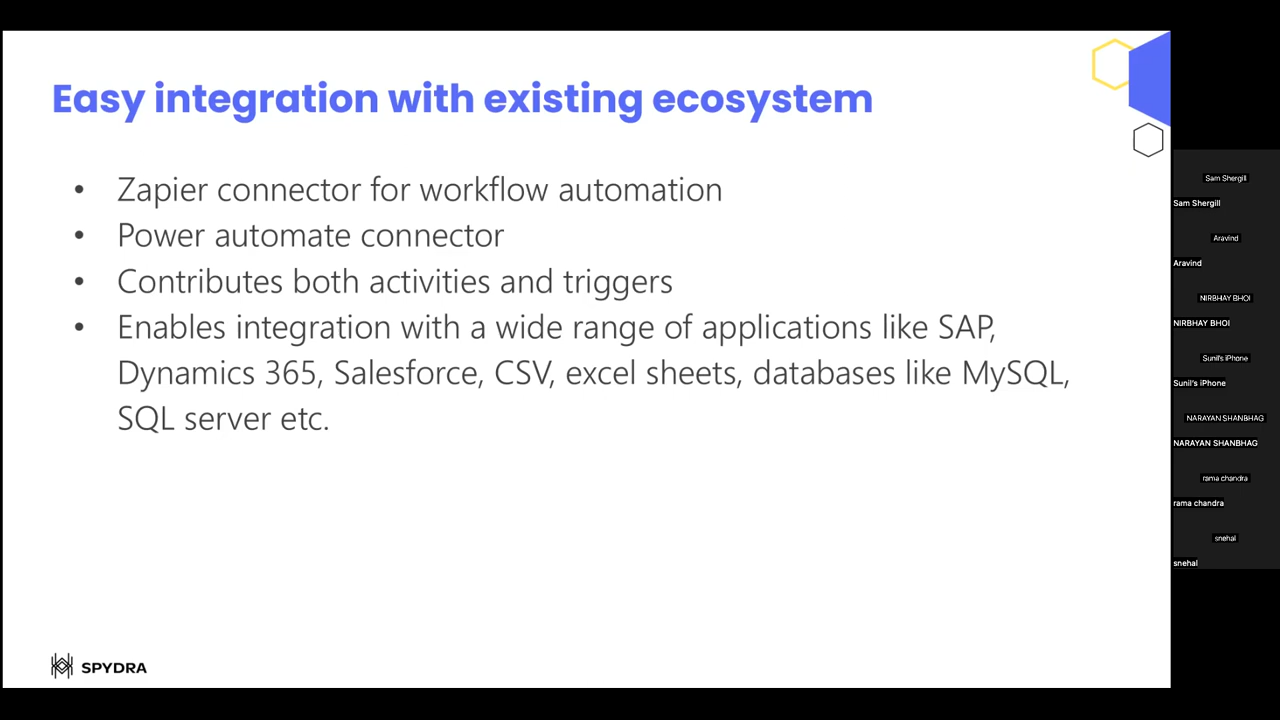 Easy integration with existing ecosystem
• Zapier connector for workflow automation
• Power automate connector
• Contributes both activities and triggers
• Enables integration with a wide range of applications like SAP,
Dynamics 365, Salesforce, CSV, excel sheets, databases like MySQL,
SQL server etc.
SPYDRA
Sam Shergill
Sam Shergill
Aravind
Aravind
NIRBHAY BHOI
NIRBHAY BHOI
Sunil's iPhone
Sunil's iPhone
NARAYAN SHANBHAG
NARAYAN SHANBHAG
rama chandra
rama chandra
snehal
snehal